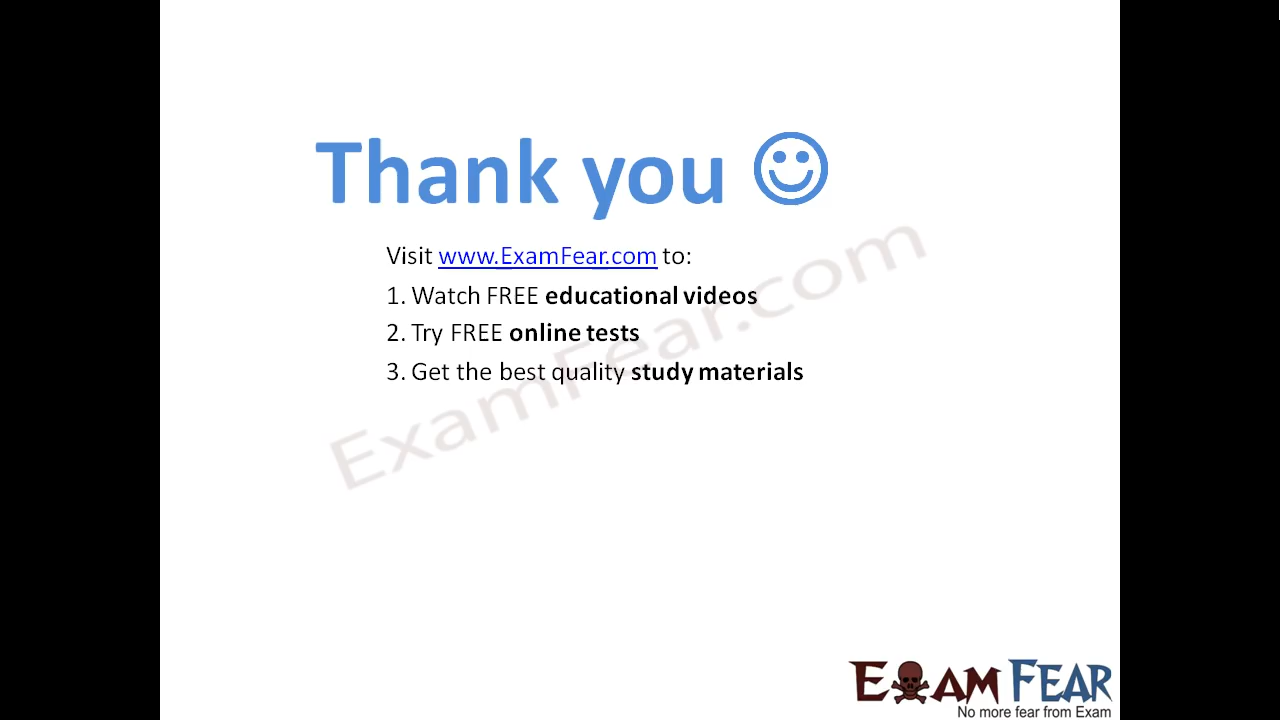 Thank you ☺
Visit www.ExamFear.com to:
1. Watch FREE educational videos
2. Try FREE online tests
3. Get the best quality study materials
ExamFear.com
EXAM FEAR
No more fear from Exam